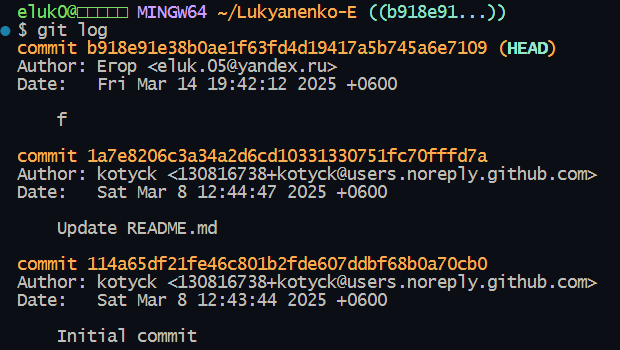 elukO@□□□□□ MINGW64 ~/Lukyanenko-E ((b918e91...))
$ git log
commit b918e91e38b0ae1f63fd4d19417a5b745a6e7109 (HEAD)
Author: Егор <eluk.05@yandex.ru>
Date:   Fri Mar 14 19:42:12 2025 +0600
    f
commit 1a7e8206c3a34a2d6cd10331330751fc70fffd7a
Author: kotyck <130816738+kotyck@users.noreply.github.com>
Date:   Sat Mar 8 12:44:47 2025 +0600
    Update README.md
commit 114a65df21fe46c801b2fde607ddbf68b0a70cb0
Author: kotyck <130816738+kotyck@users.noreply.github.com>
Date:   Sat Mar 8 12:43:44 2025 +0600
    Initial commit